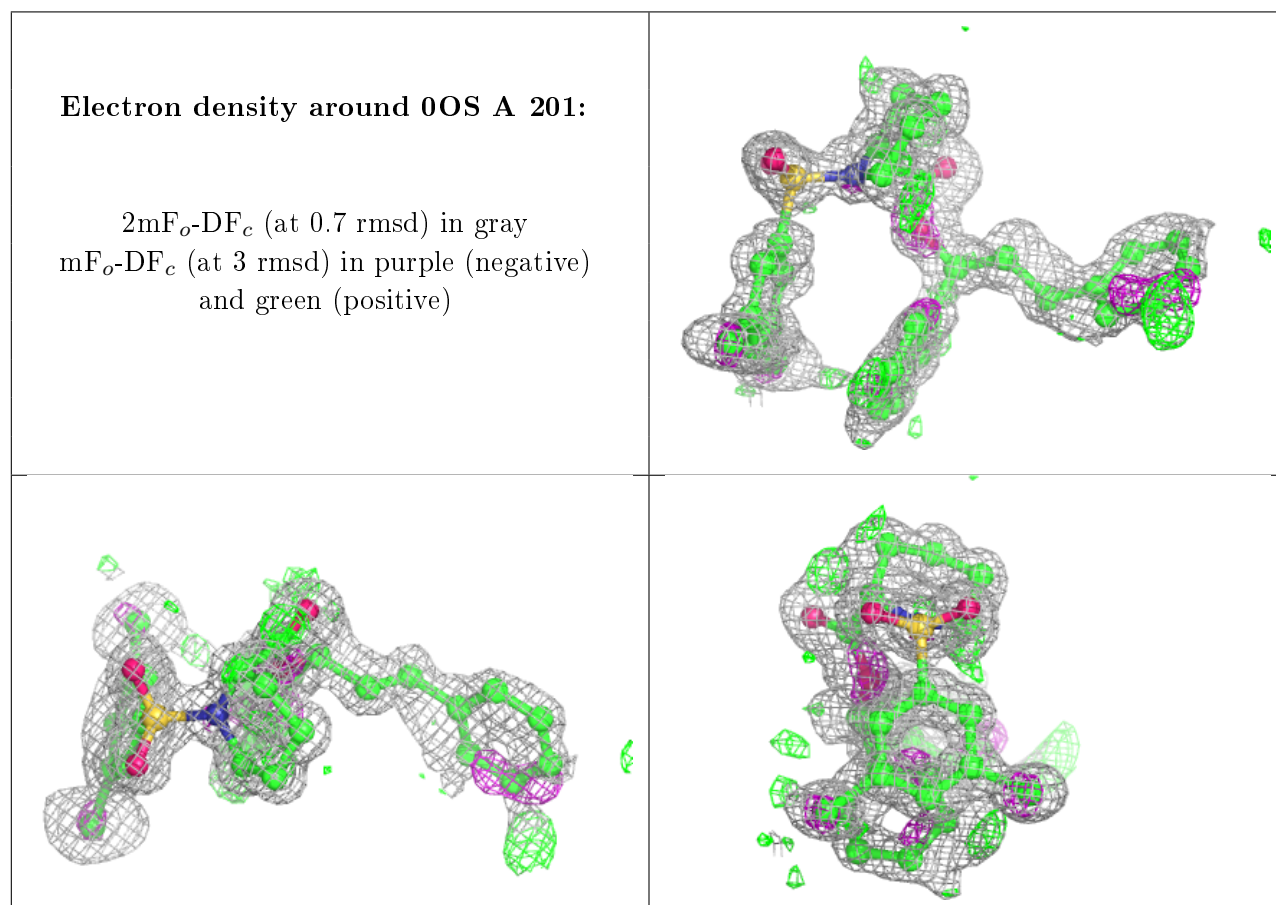 Electron density around 0OS A 201:
2mFo-DFc (at 0.7 rmsd) in gray
mFo-DFc (at 3 rmsd) in purple (negative)
and green (positive)